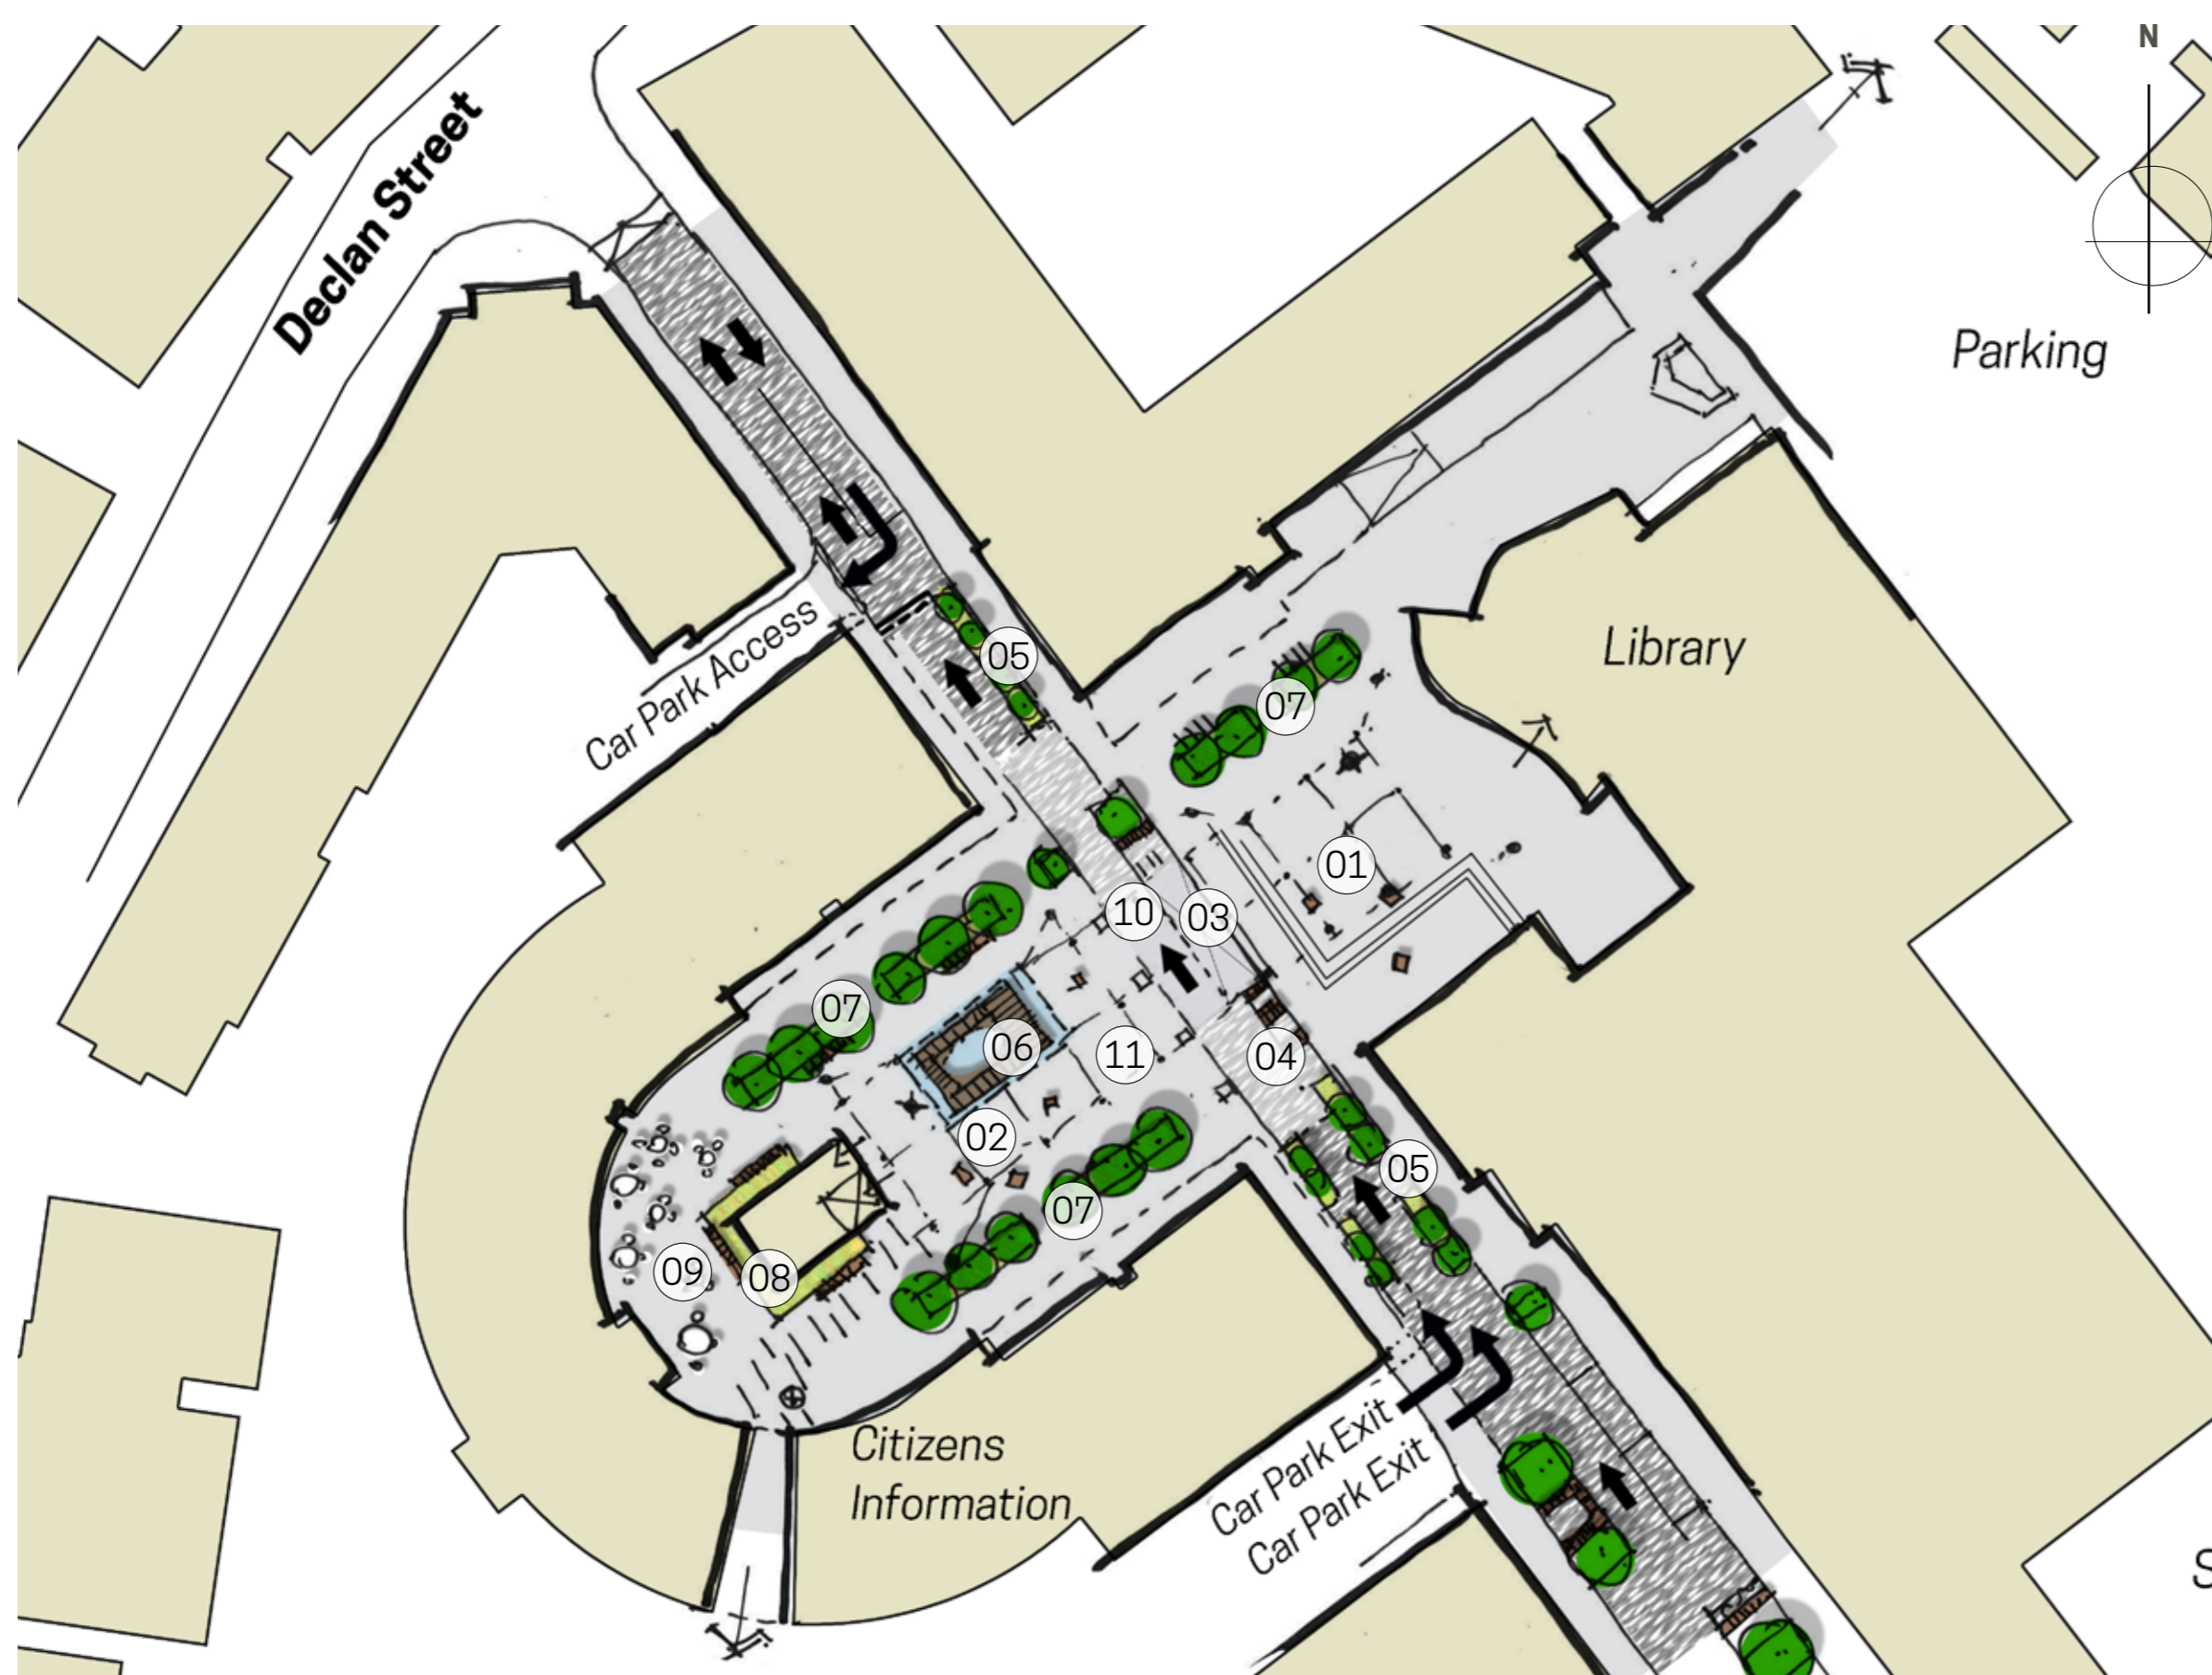 N
Declan Street
Parking
Library
Car Park Access
05
07
01
10
03
07
06
11
04
02
05
07
09
08
Citizens
Information
Car Park Exit
Car Park Exit
S